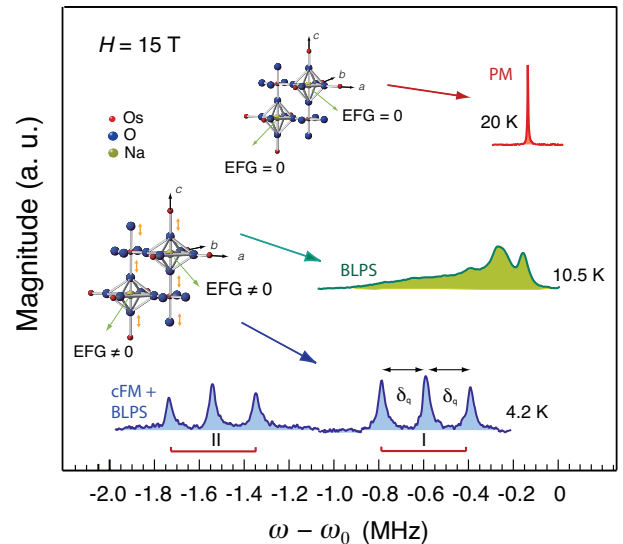 H = 15 T
c
b
a
PM
Os
O
Na
EFG = 0
20 K
EFG = 0
c
b
a
BLPS
10.5 K
EFG ≠ 0
EFG ≠ 0
cFM +
BLPS
δq
δq
4.2 K
II
I
Magnitude (a. u.)
-2.0 -1.8 -1.6 -1.4 -1.2 -1.0 -0.8 -0.6 -0.4 -0.2 0
ω − ω0 (MHz)